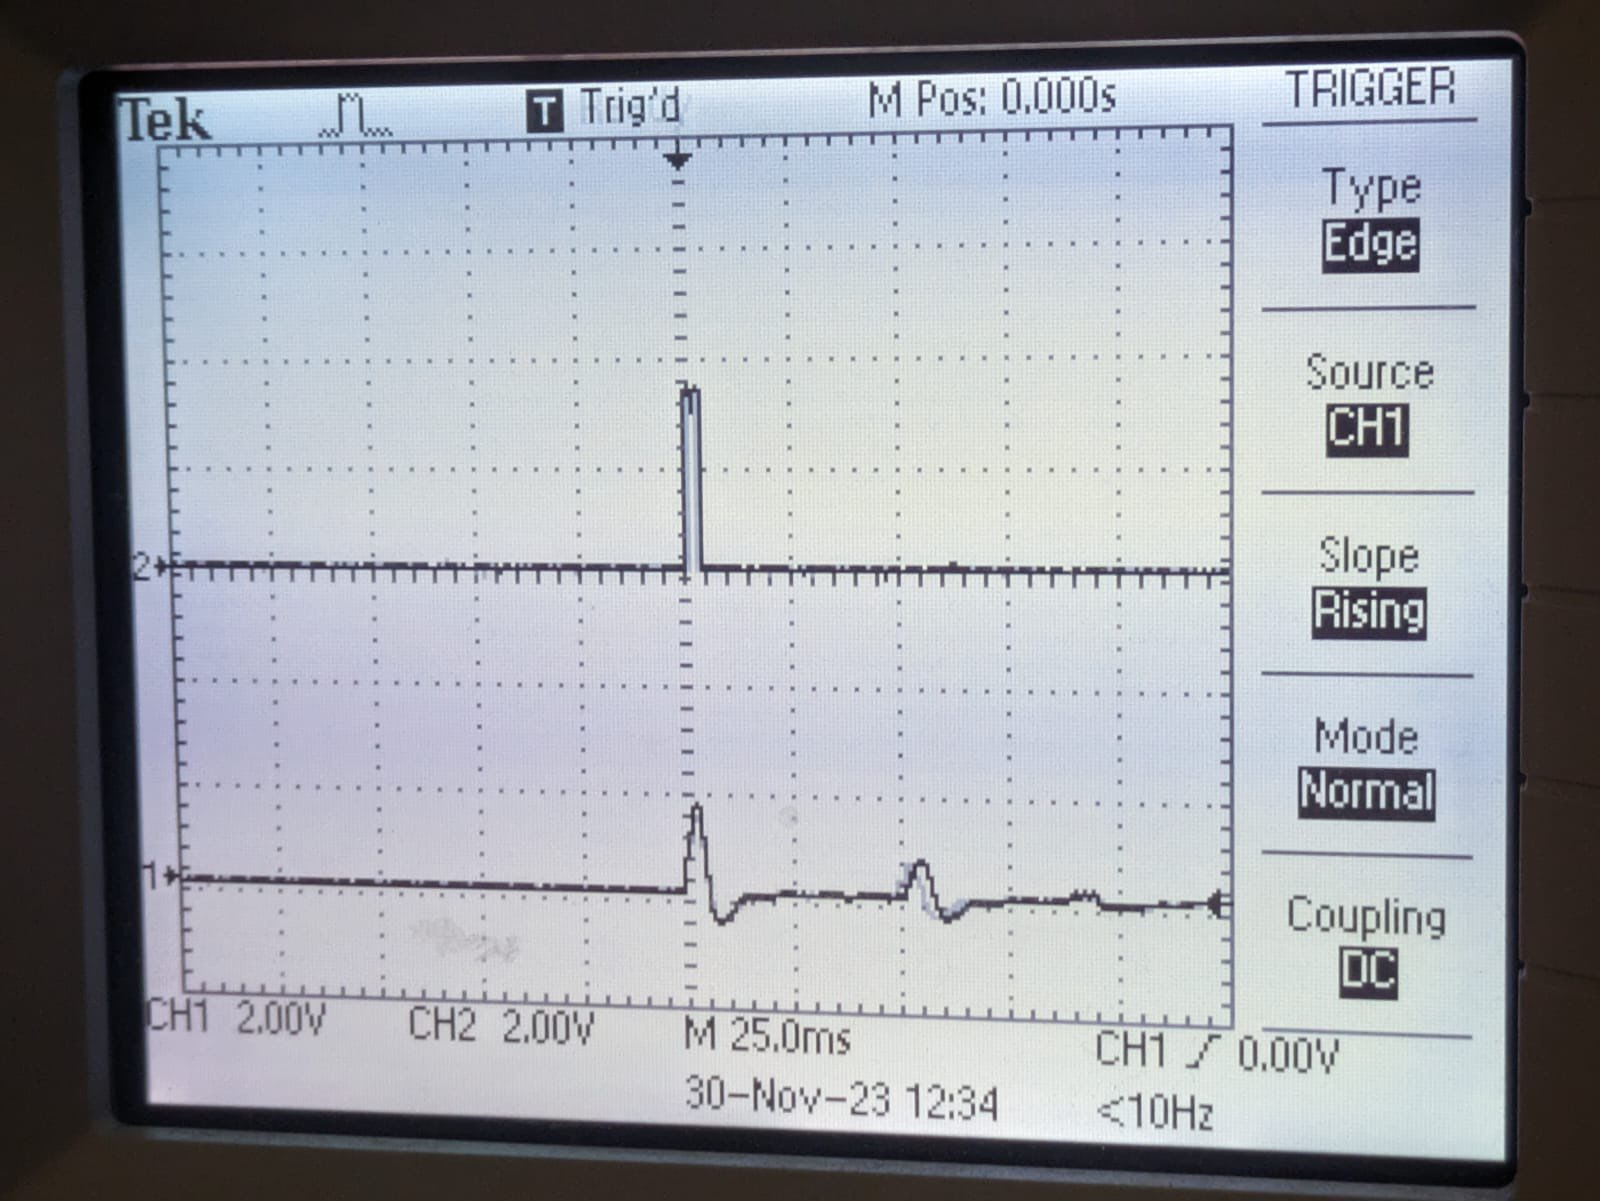 Tek T Trig'd M Pos: 0.000s TRIGGER
Type
Edge
Source
CH1
Slope
Rising
Mode
Normal
Coupling
DC
2
1
CH1 2.00V CH2 2.00V M 25.0ms CH1 0.00V
30-Nov-23 12:34 <10Hz